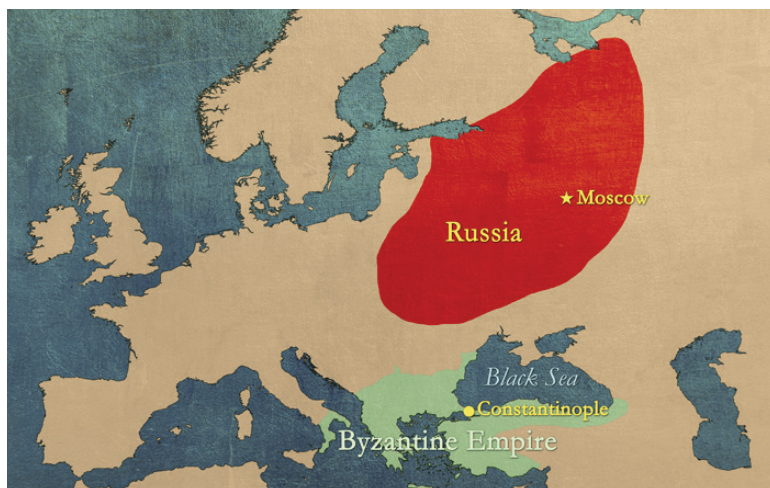 Moscow
Russia
Black Sea
Constantinople
Byzantine Empire